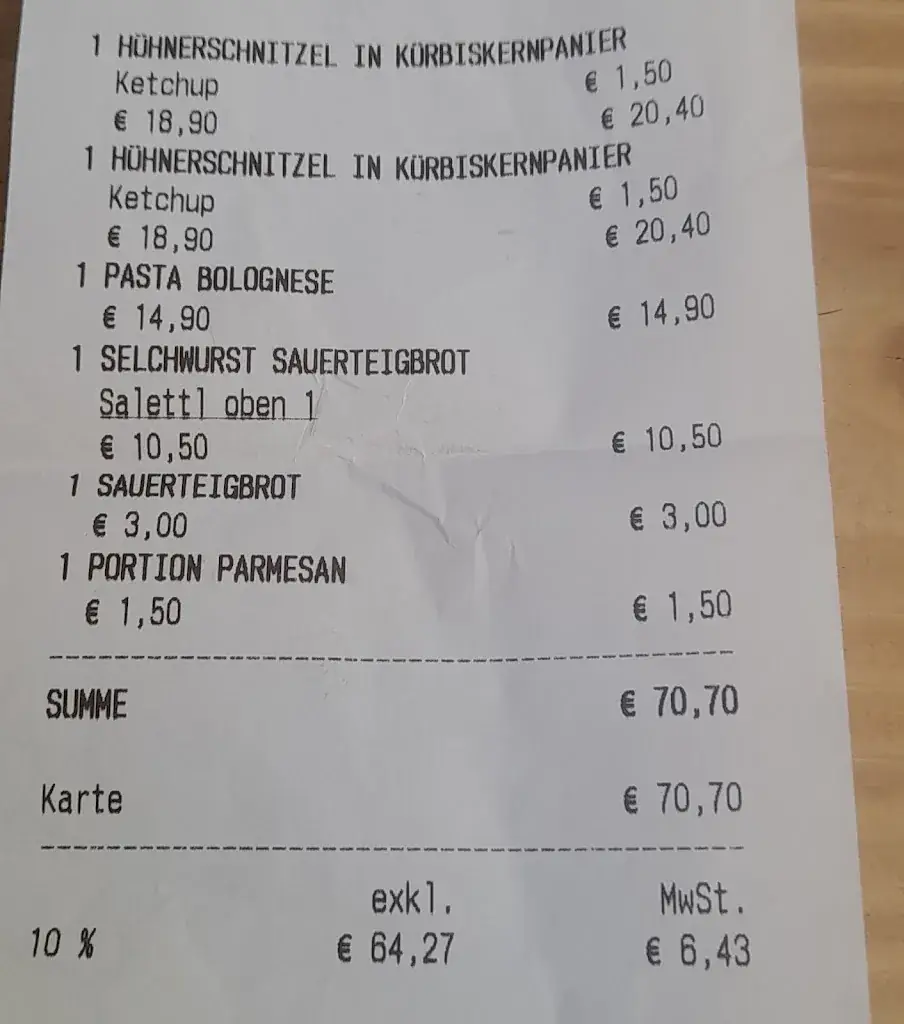 1 HÜHNERSCHNITZEL IN KÜRBISKERNPANIER
Ketchup € 1,50
€ 18,90 € 20,40
1 HÜHNERSCHNITZEL IN KÜRBISKERNPANIER
Ketchup € 1,50
€ 18,90 € 20,40
1 PASTA BOLOGNESE
€ 14,90 € 14,90
1 SELCHWURST SAUERTEIGBROT
Salettl oben 1
€ 10,50 € 10,50
1 SAUERTEIGBROT
€ 3,00 € 3,00
1 PORTION PARMESAN
€ 1,50 € 1,50
SUMME € 70,70
Karte € 70,70
exkl. MwSt.
10 % € 64,27 € 6,43